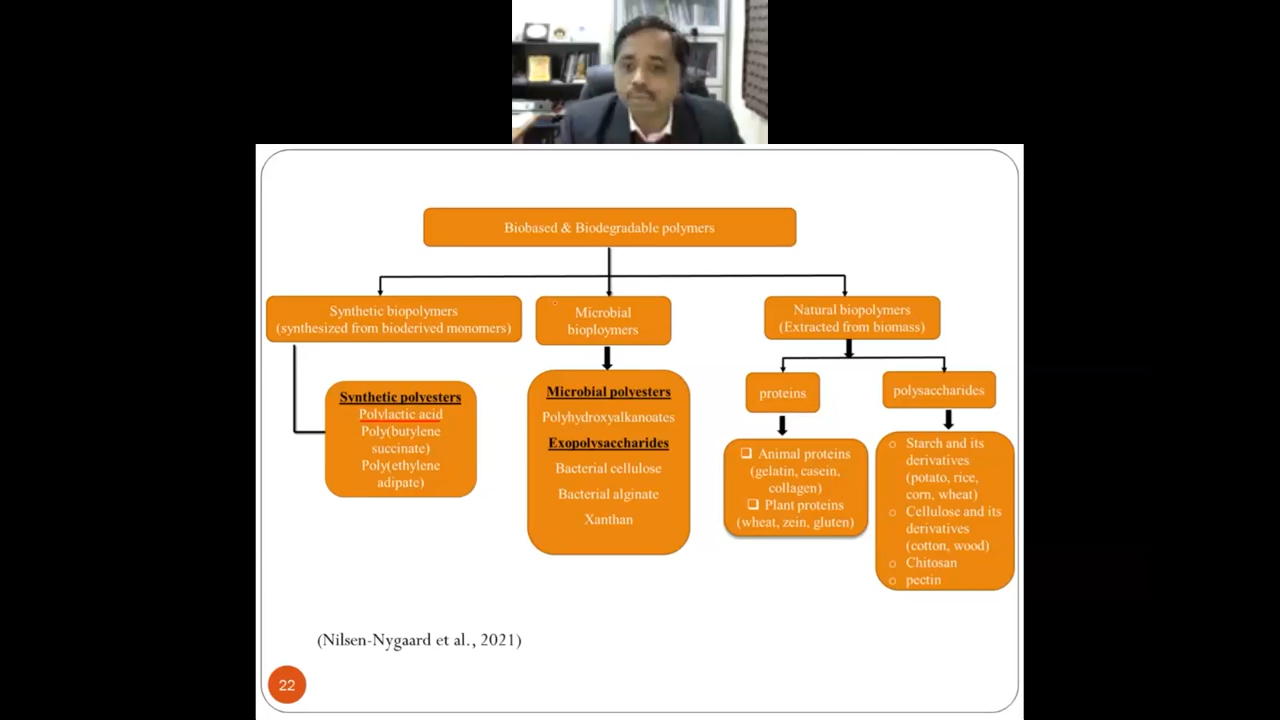 Biobased & Biodegradable polymers
Synthetic biopolymers
(synthesized from bioderived monomers)
Microbial
bioploymers
Natural biopolymers
(Extracted from biomass)
Synthetic polyesters
Polylactic acid
Poly(butylene
succinate)
Poly(ethylene
adipate)
Microbial polyesters
Polyhydroxyalkanoates
Exopolysaccharides
Bacterial cellulose
Bacterial alginate
Xanthan
proteins
❑ Animal proteins
(gelatin, casein,
collagen)
❑ Plant proteins
(wheat, zein, gluten)
polysaccharides
o Starch and its
derivatives
(potato, rice,
corn, wheat)
o Cellulose and its
derivatives
(cotton, wood)
o Chitosan
o pectin
(Nilsen-Nygaard et al., 2021)
22